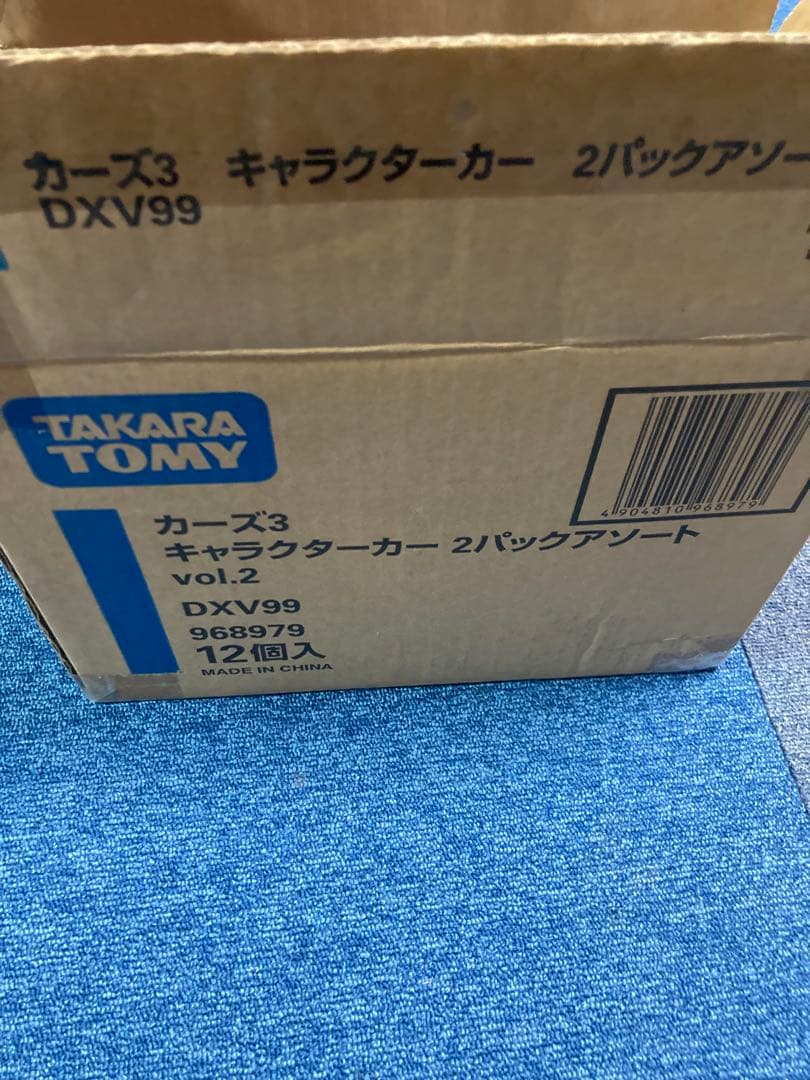 カーズ3 キャラクターカー 2パックアソー
DXV99
TAKARA
TOMY
4904810968979
カーズ3
キャラクターカー 2パックアソート
vol.2
DXV99
968979
12個入
MADE IN CHINA